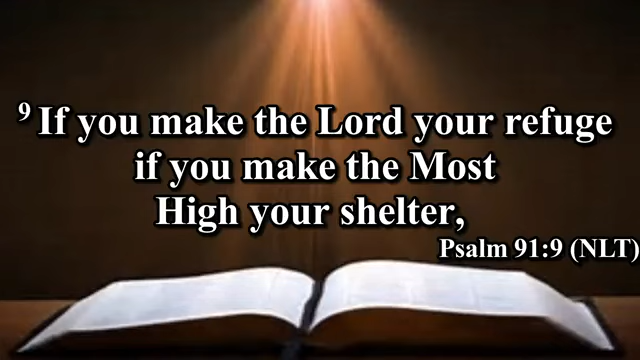 ⁹ If you make the Lord your refuge
if you make the Most
High your shelter,
Psalm 91:9 (NLT)